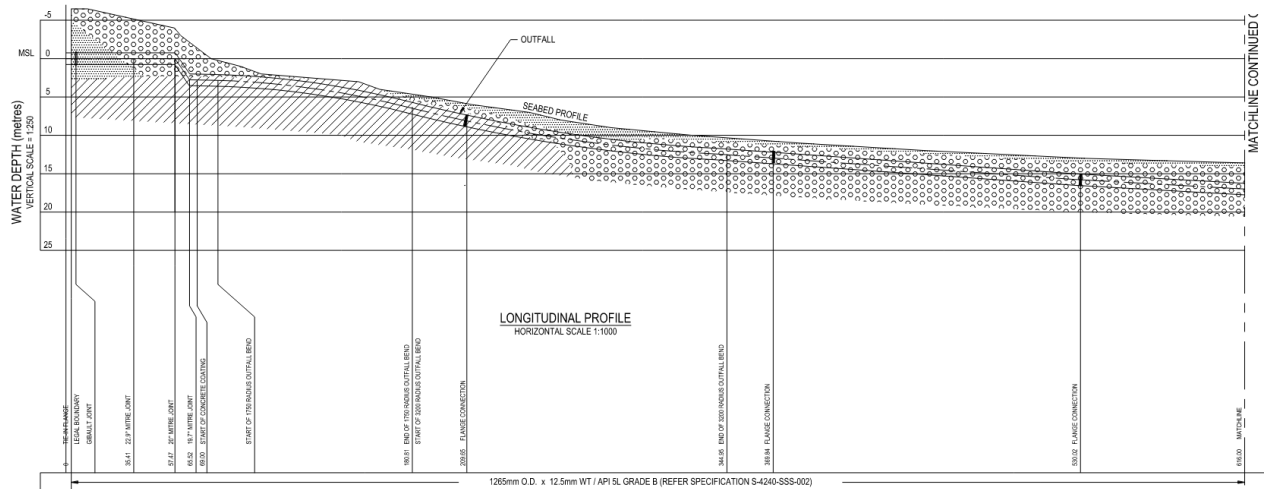 -5
MSL 0
5
10
15
20
25
WATER DEPTH (metres)
VERTICAL SCALE = 1:250
OUTFALL
SEABED PROFILE
MATCHLINE CONTINUED
LONGITUDINAL PROFILE
HORIZONTAL SCALE 1:1000
0 TIE-IN FLANGE
LEGAL BOUNDARY
GIBAULT JOINT
35.41 22.9° MITRE JOINT
57.47 20° MITRE JOINT
65.52 19.7° MITRE JOINT
69.00 START OF CONCRETE COATING
START OF 1750 RADIUS OUTFALL BEND
180.81 END OF 1750 RADIUS OUTFALL BEND
START OF 3200 RADIUS OUTFALL BEND
209.65 FLANGE CONNECTION
344.95 END OF 3200 RADIUS OUTFALL BEND
369.84 FLANGE CONNECTION
530.02 FLANGE CONNECTION
616.00 MATCHLINE
1265mm O.D. x 12.5mm WT / API 5L GRADE B (REFER SPECIFICATION S-4240-SSS-002)